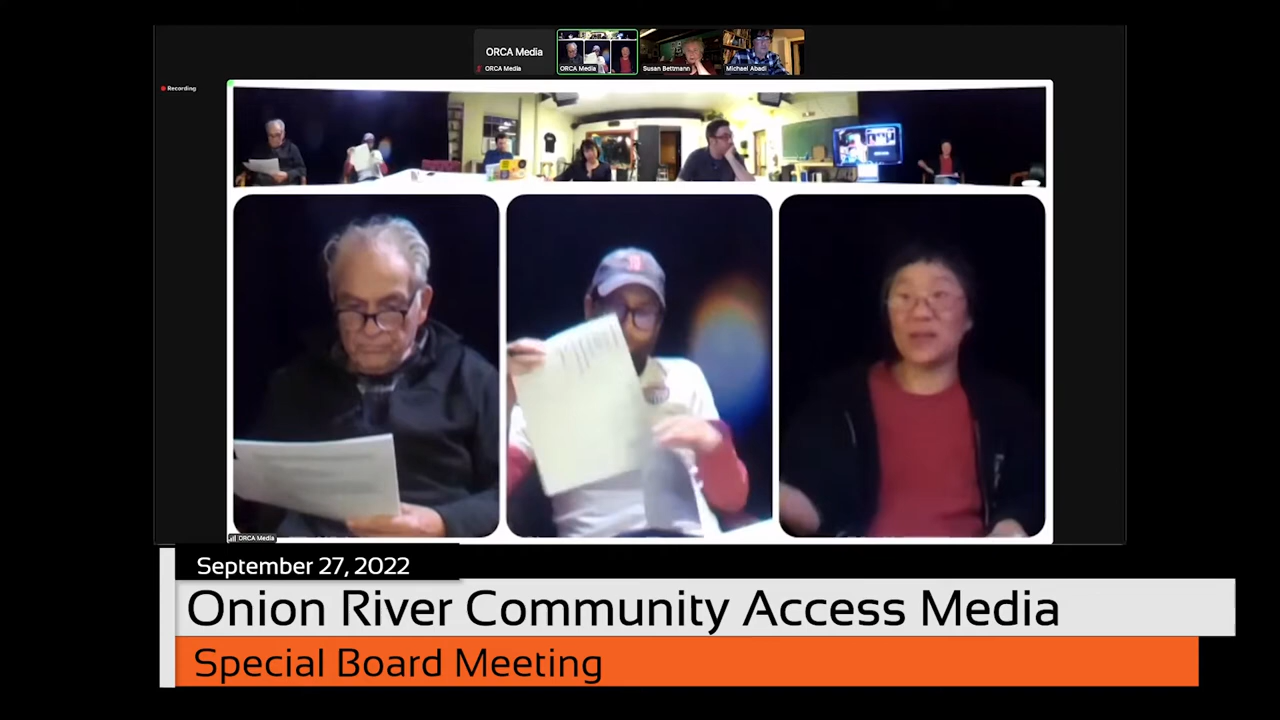 ORCA Media
ORCA Media
ORCA Media
Susan Bettmann
Michael Abadi
Recording
ORCA Media
September 27, 2022
Onion River Community Access Media
Special Board Meeting